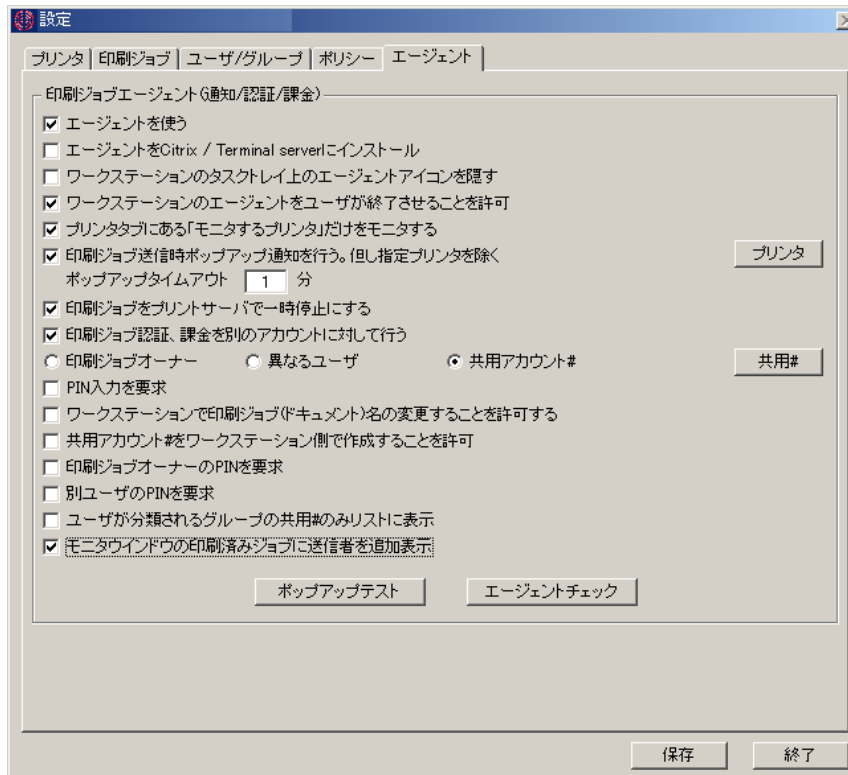 設定
プリンタ 印刷ジョブ ユーザ/グループ ポリシー エージェント
印刷ジョブエージェント(通知/認証/課金)
エージェントを使う
エージェントをCitrix / Terminal serverにインストール
ワークステーションのタスクトレイ上のエージェントアイコンを隠す
ワークステーションのエージェントをユーザが終了させることを許可
プリンタタブにある「モニタするプリンタ」だけをモニタする
印刷ジョブ送信時ポップアップ通知を行う。但し指定プリンタを除く プリンタ
ポップアップタイムアウト 1 分
印刷ジョブをプリントサーバで一時停止にする
印刷ジョブ認証、課金を別のアカウントに対して行う
印刷ジョブオーナー 異なるユーザ 共用アカウント# 共用#
PIN入力を要求
ワークステーションで印刷ジョブ(ドキュメント)名の変更することを許可する
共用アカウント#をワークステーション側で作成することを許可
印刷ジョブオーナーのPINを要求
別ユーザのPINを要求
ユーザが分類されるグループの共用#のみリストに表示
モニタウインドウの印刷済みジョブに送信者を追加表示
ポップアップテスト エージェントチェック
保存 終了